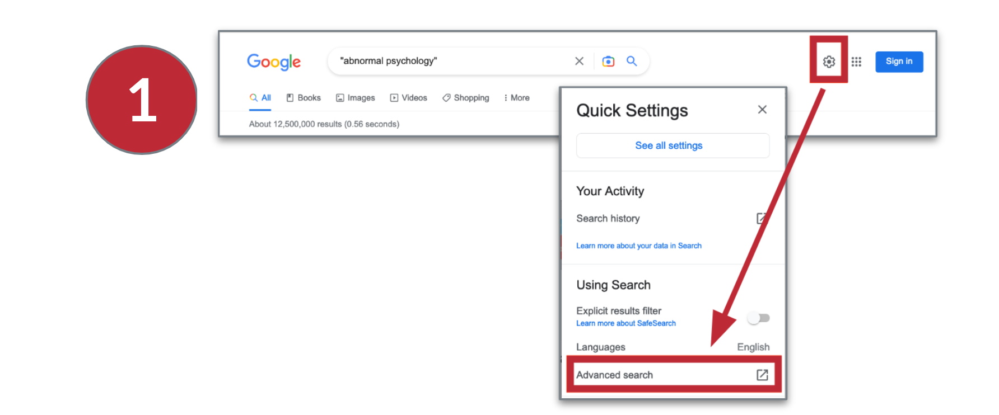 1
Google
"abnormal psychology"
Sign in
All Books Images Videos Shopping More
About 12,500,000 results (0.56 seconds)
Quick Settings
See all settings
Your Activity
Search history
Learn more about your data in Search
Using Search
Explicit results filter
Learn more about SafeSearch
Languages English
Advanced search